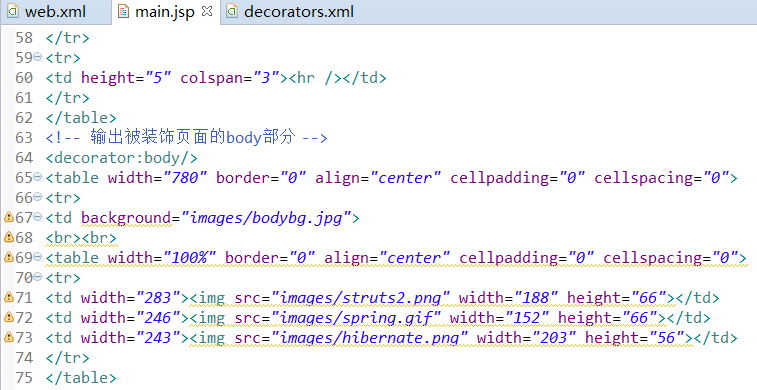 web.xml main.jsp decorators.xml
58 </tr>
59 <tr>
60 <td height="5" colspan="3"><hr /></td>
61 </tr>
62 </table>
63 <!-- 输出被装饰页面的body部分 -->
64 <decorator:body/>
65 <table width="780" border="0" align="center" cellpadding="0" cellspacing="0">
66 <tr>
67 <td background="images/bodybg.jpg">
68 <br><br>
69 <table width="100%" border="0" align="center" cellpadding="0" cellspacing="0">
70 <tr>
71 <td width="283"><img src="images/struts2.png" width="188" height="66"></td>
72 <td width="246"><img src="images/spring.gif" width="152" height="66"></td>
73 <td width="243"><img src="images/hibernate.png" width="203" height="56"></td>
74 </tr>
75 </table>